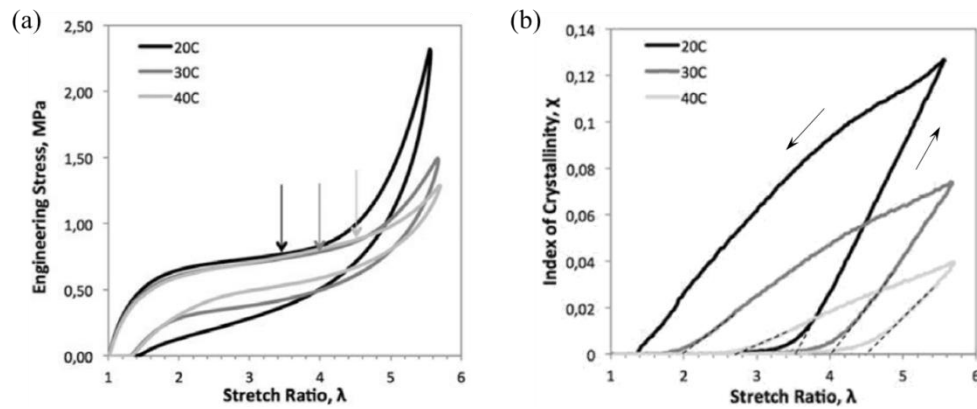 (a)
2,50
2,00
1,50
1,00
0,50
0,00
Engineering Stress, MPa
20C
30C
40C
1 2 3 4 5 6
Stretch Ratio, λ
(b)
0,14
0,12
0,1
0,08
0,06
0,04
0,02
0
Index of Crystallinity, χ
20C
30C
40C
1 2 3 4 5 6
Stretch Ratio, λ